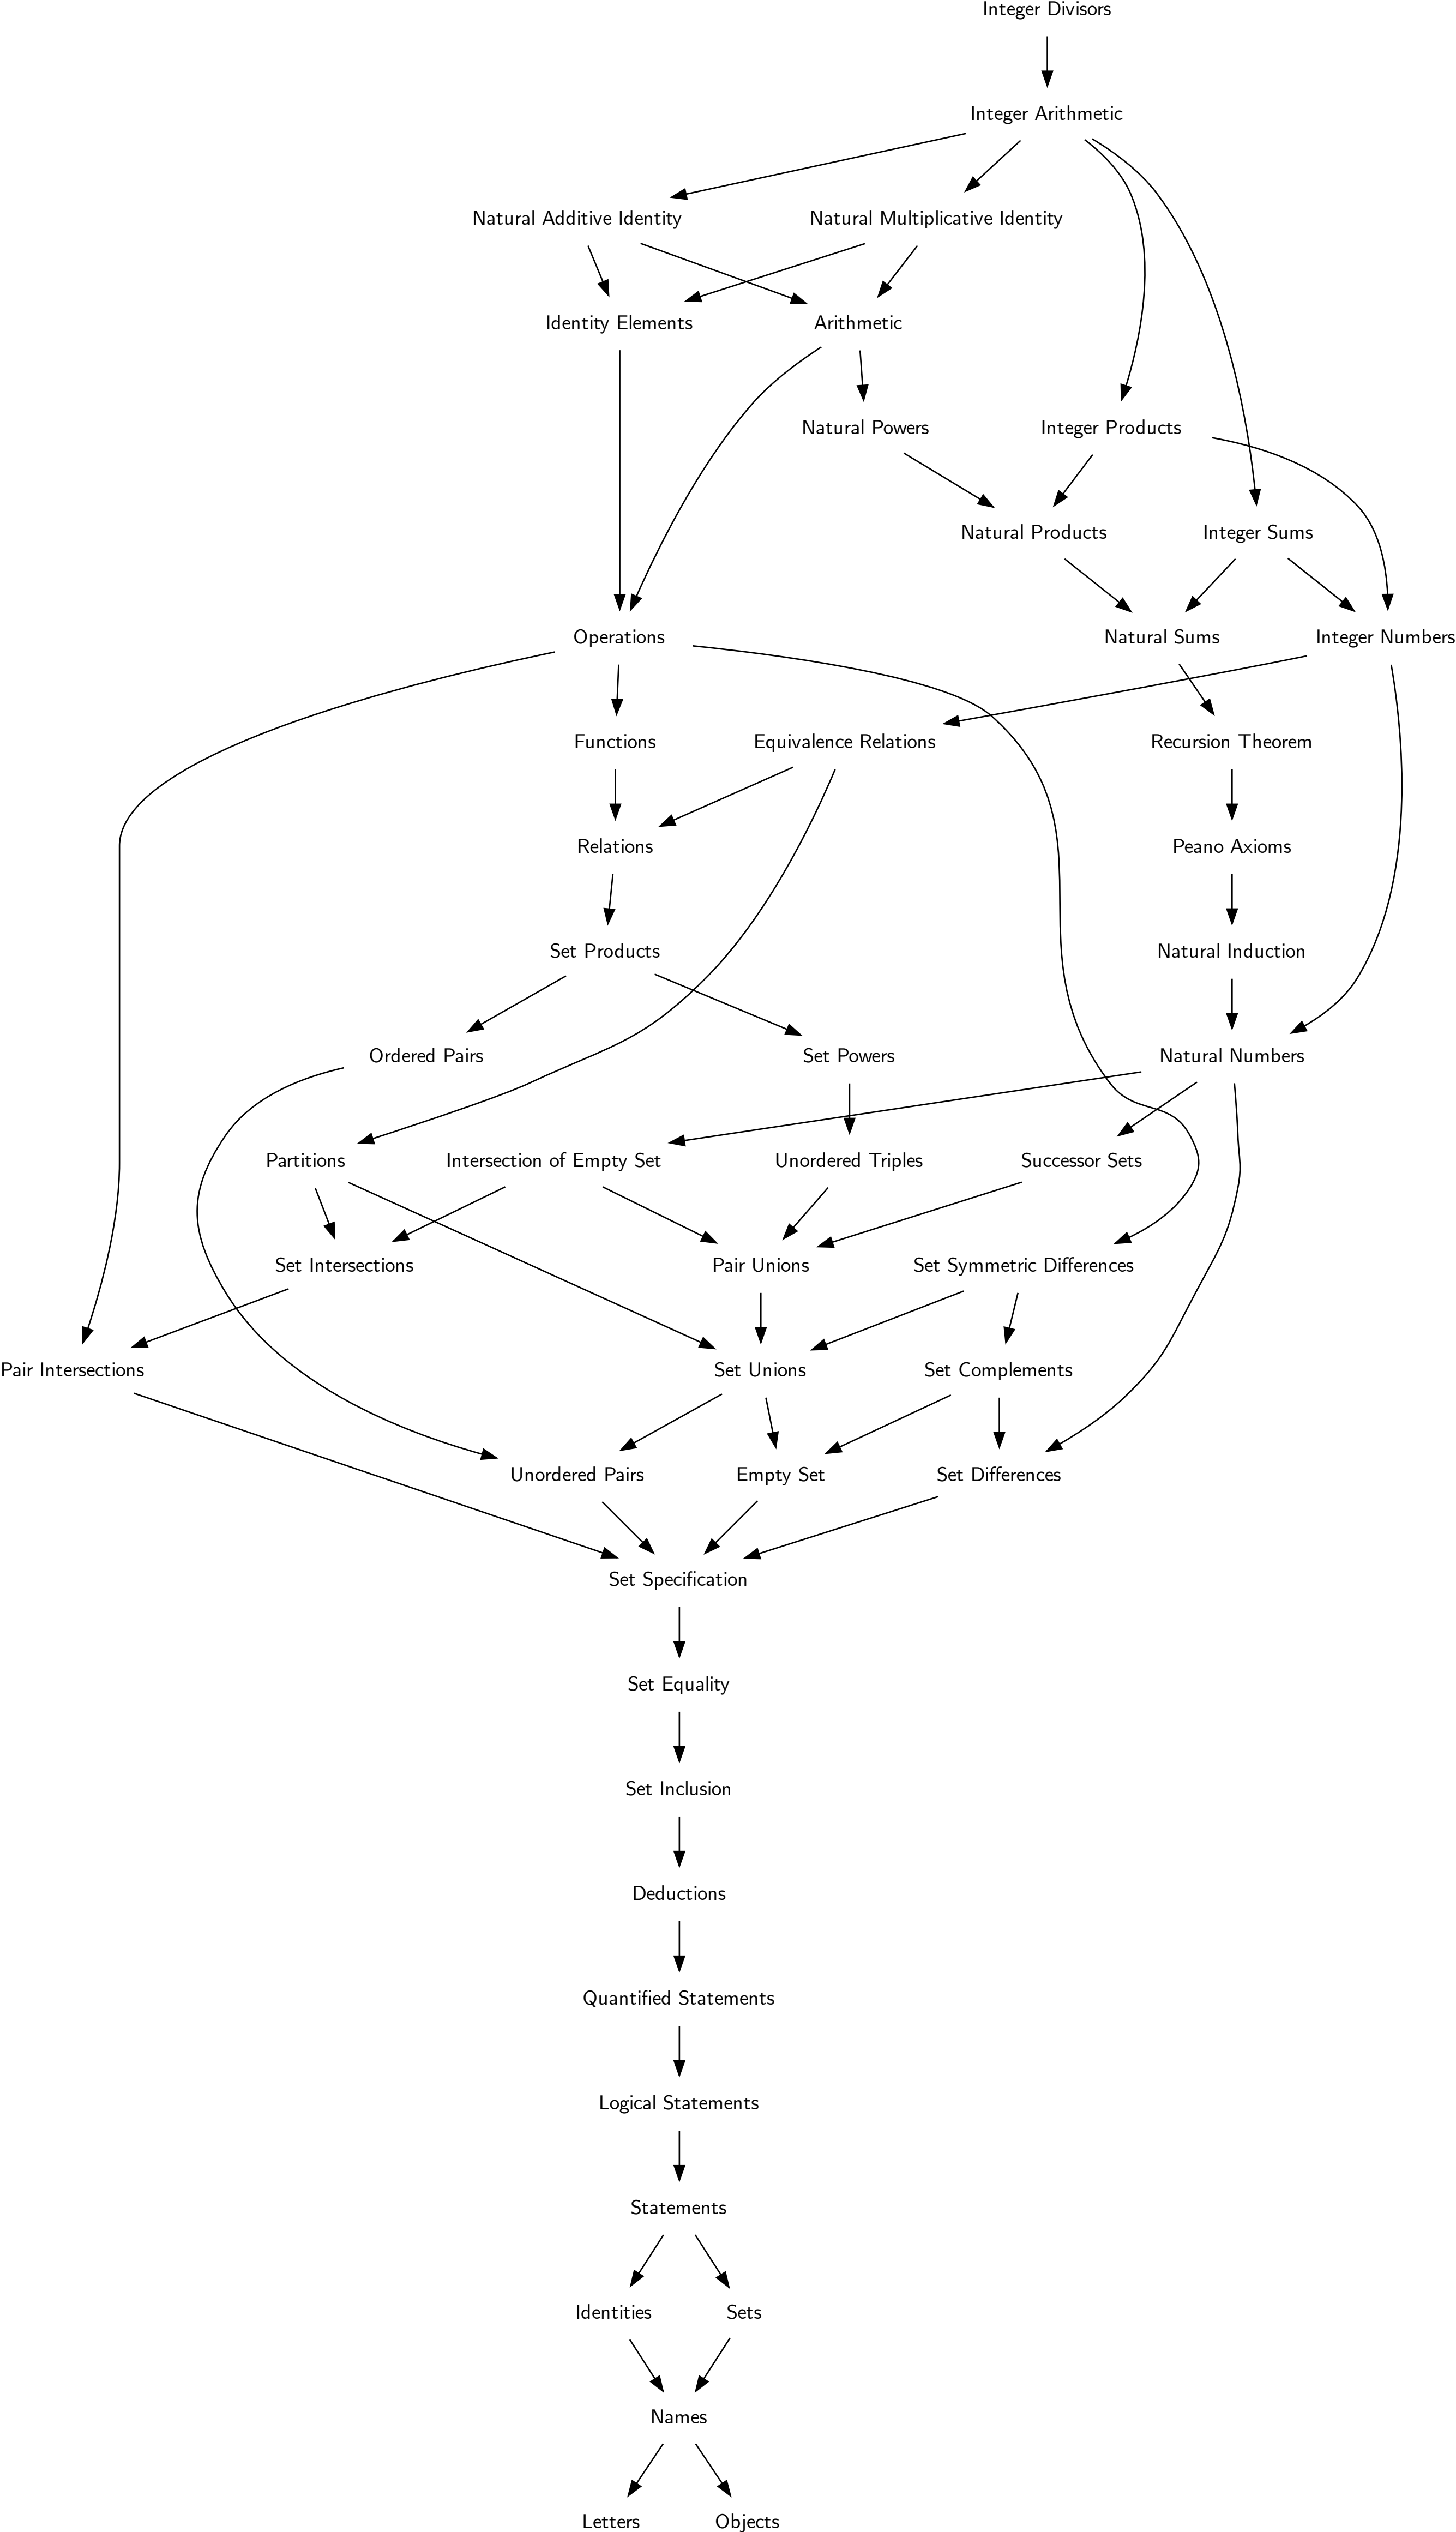 Integer Divisors
Integer Arithmetic
Natural Additive Identity
Natural Multiplicative Identity
Identity Elements
Arithmetic
Natural Powers
Integer Products
Natural Products
Integer Sums
Operations
Natural Sums
Integer Numbers
Functions
Equivalence Relations
Recursion Theorem
Relations
Peano Axioms
Set Products
Natural Induction
Ordered Pairs
Set Powers
Natural Numbers
Partitions
Intersection of Empty Set
Unordered Triples
Successor Sets
Set Intersections
Pair Unions
Set Symmetric Differences
Pair Intersections
Set Unions
Set Complements
Unordered Pairs
Empty Set
Set Differences
Set Specification
Set Equality
Set Inclusion
Deductions
Quantified Statements
Logical Statements
Statements
Identities
Sets
Names
Letters
Objects